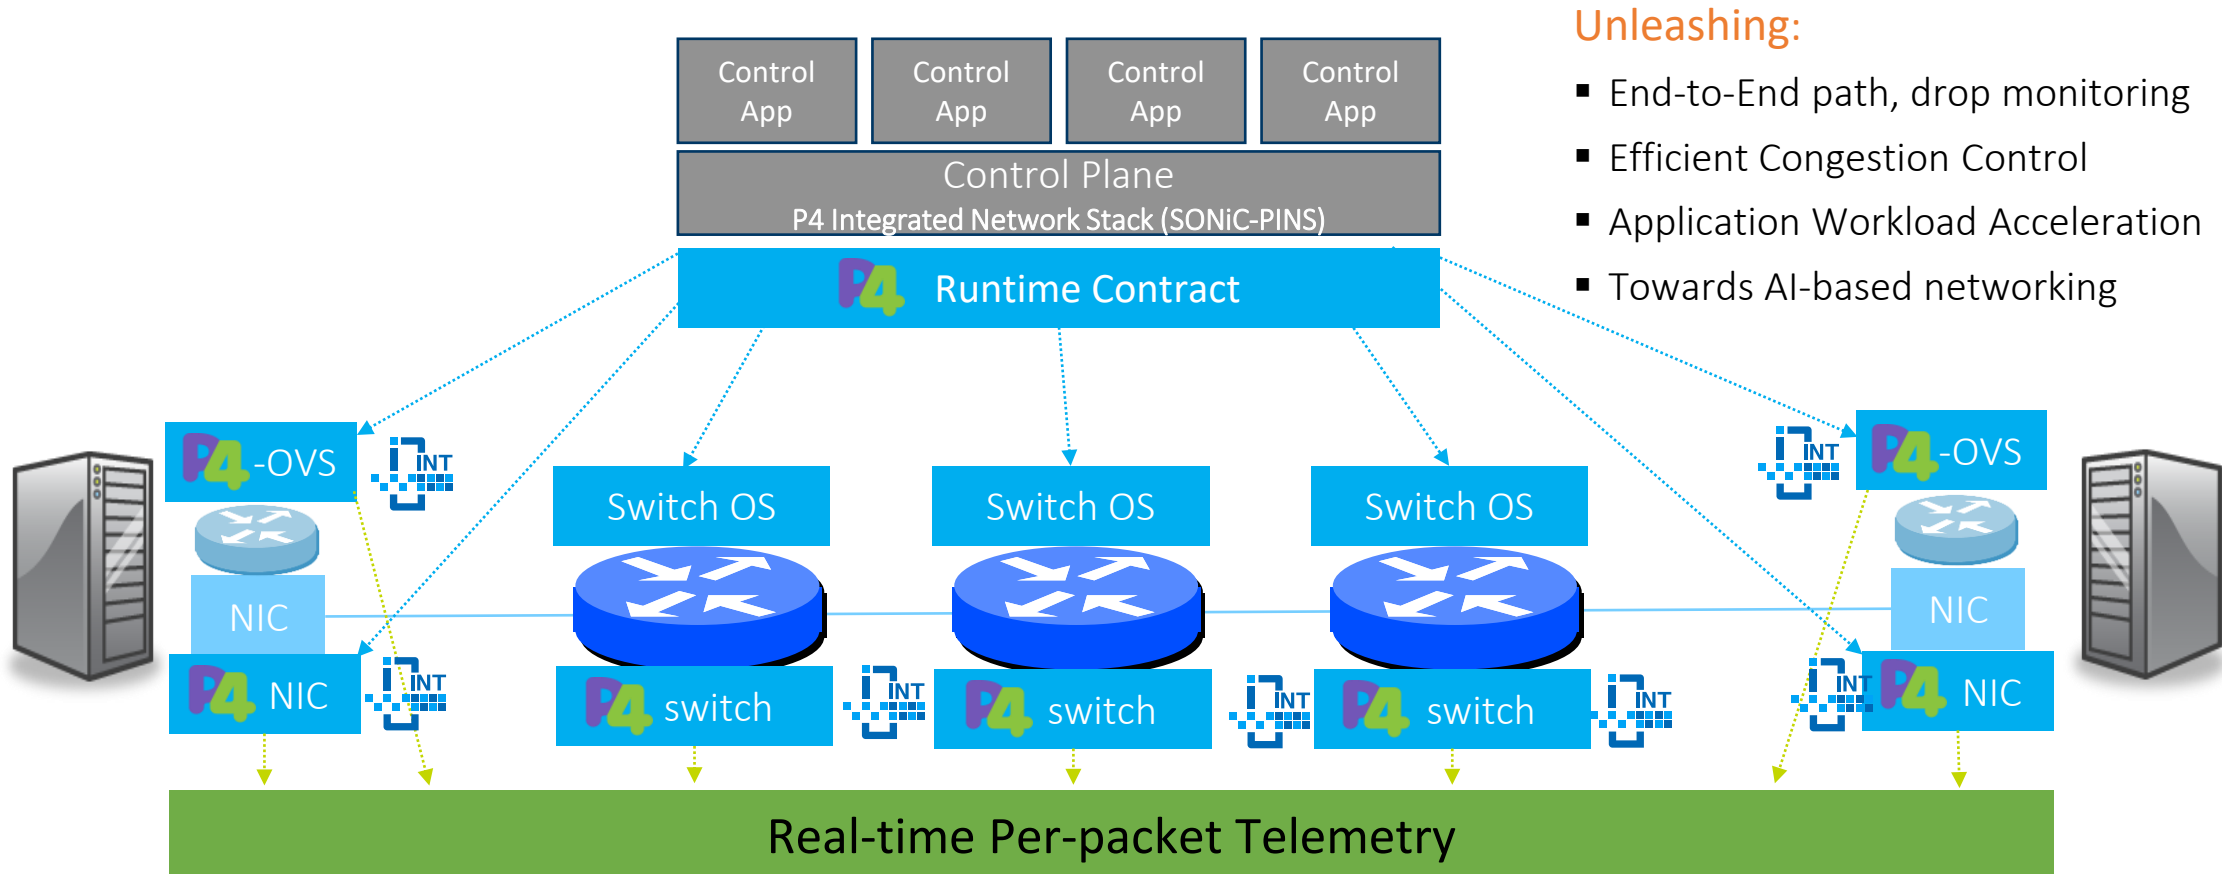 Unleashing:
▪ End-to-End path, drop monitoring
▪ Efficient Congestion Control
▪ Application Workload Acceleration
▪ Towards AI-based networking
Control
App
Control
App
Control
App
Control
App
Control Plane
P4 Integrated Network Stack (SONiC-PINS)
P4 Runtime Contract
P4-OVS
INT
INT
P4-OVS
Switch OS
Switch OS
Switch OS
NIC
NIC
P4 NIC
INT
P4 switch
INT
P4 switch
INT
P4 switch
INT
INT
P4 NIC
Real-time Per-packet Telemetry